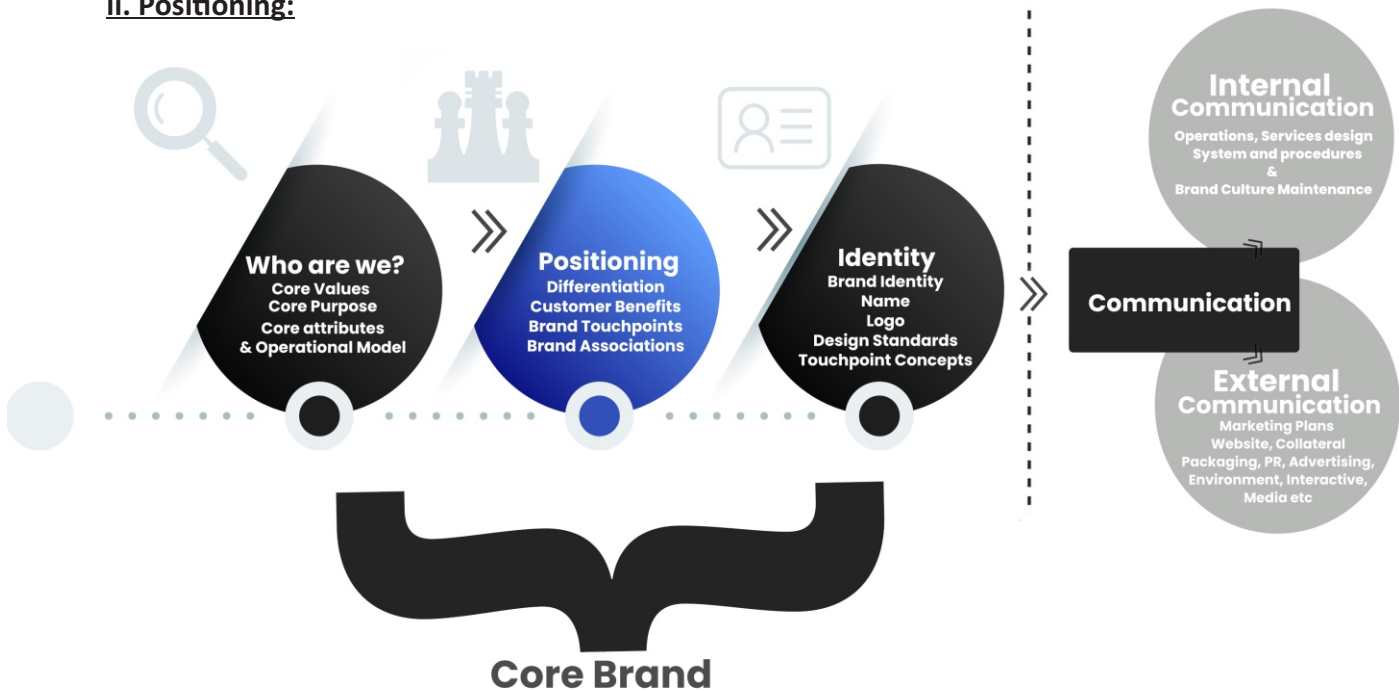 ii. Positioning:
Who are we?
Core Values
Core Purpose
Core attributes
& Operational Model
Positioning
Differentiation
Customer Benefits
Brand Touchpoints
Brand Associations
Identity
Brand Identity
Name
Logo
Design Standards
Touchpoint Concepts
Core Brand
Communication
Internal
Communication
Operations, Services design
System and procedures
&
Brand Culture Maintenance
External
Communication
Marketing Plans
Website, Collateral
Packaging, PR, Advertising,
Environment, Interactive,
Media etc